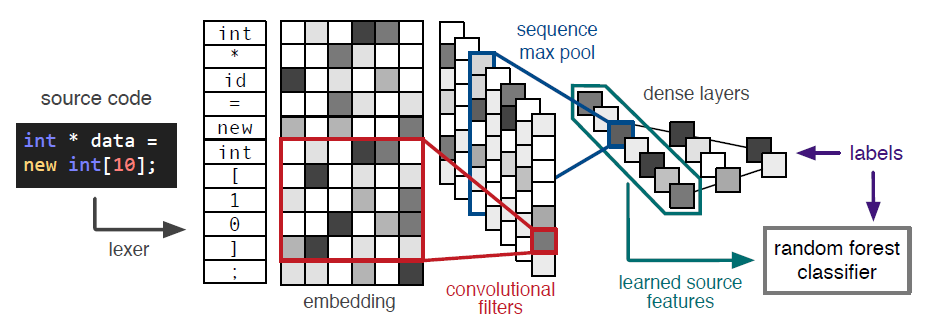 source code
int * data =
new int[10];
lexer
int
*
id
=
new
int
[
1
0
]
;
embedding
convolutional
filters
sequence
max pool
dense layers
learned source
features
labels
random forest
classifier